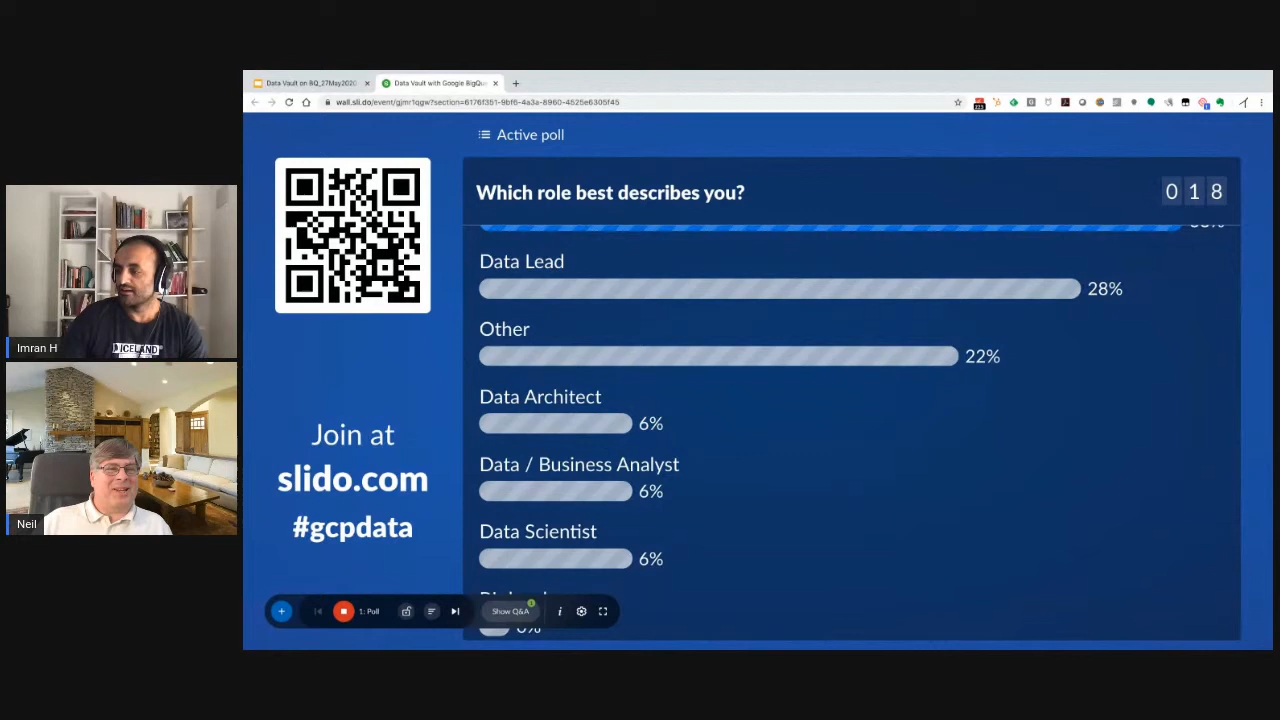 Data Vault on BQ_27May2020
Data Vault with Google BigQu
wall.sli.do/event/gjmr1qgw?section=6176f351-9bf6-4a3a-8960-4525e6305f45
Active poll
Which role best describes you?
018
Data Lead
28%
Other
22%
Data Architect
6%
Data / Business Analyst
6%
Data Scientist
6%
0%
Join at
slido.com
#gcpdata
1: Poll
Show Q&A
1
Imran H
ICELAND
Neil